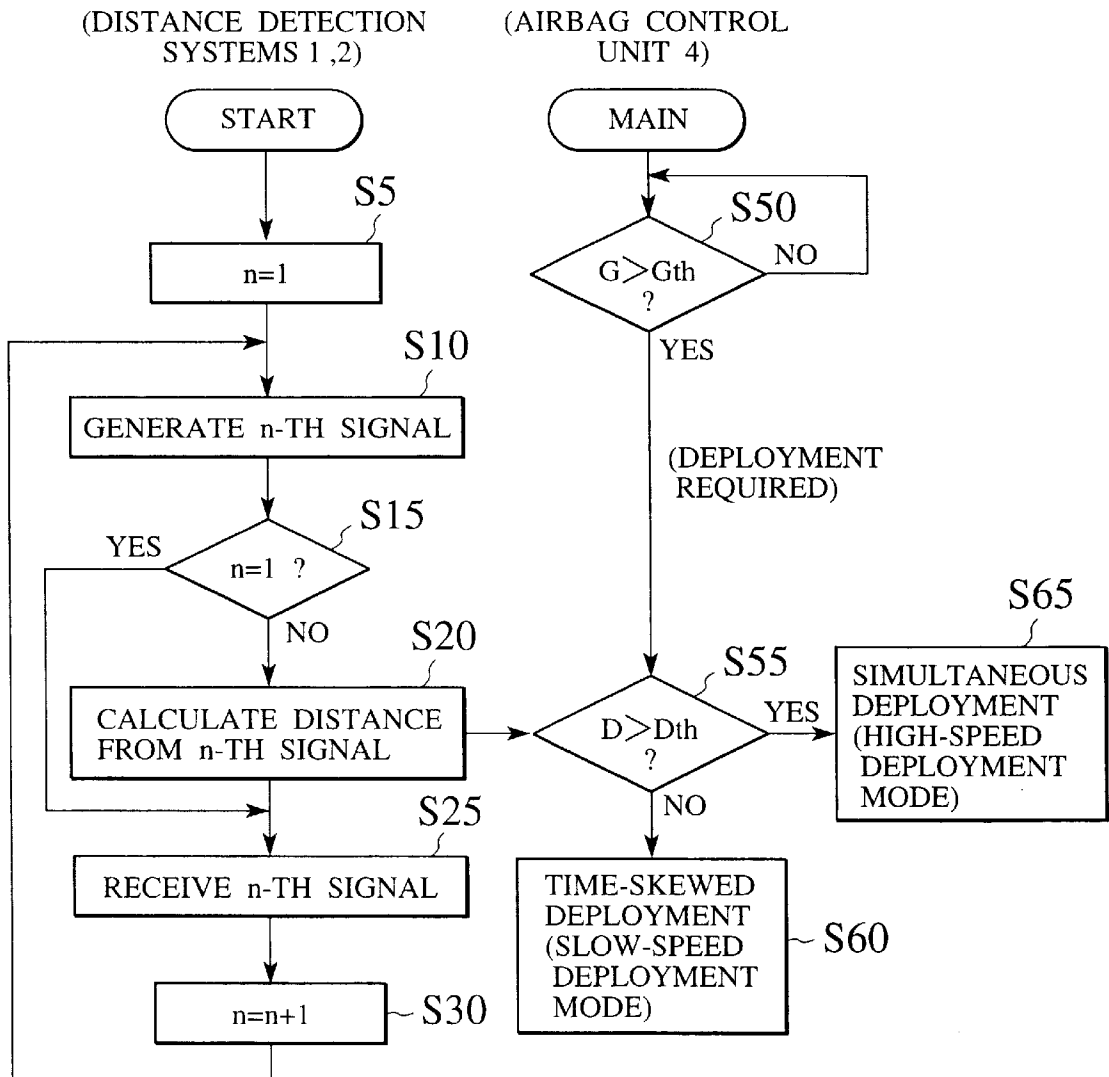 (DISTANCE DETECTION
SYSTEMS 1 ,2)
START
S5
n=1
S10
GENERATE n-TH SIGNAL
S15
YES
n=1 ?
NO
S20
CALCULATE DISTANCE
FROM n-TH SIGNAL
S25
RECEIVE n-TH SIGNAL
n=n+1
S30
(AIRBAG CONTROL
UNIT 4)
MAIN
S50
G>Gth
?
NO
YES
(DEPLOYMENT
REQUIRED)
S55
D>Dth
?
YES
NO
S65
SIMULTANEOUS
DEPLOYMENT
(HIGH-SPEED
DEPLOYMENT
MODE)
TIME-SKEWED
DEPLOYMENT
(SLOW-SPEED
DEPLOYMENT
MODE)
S60